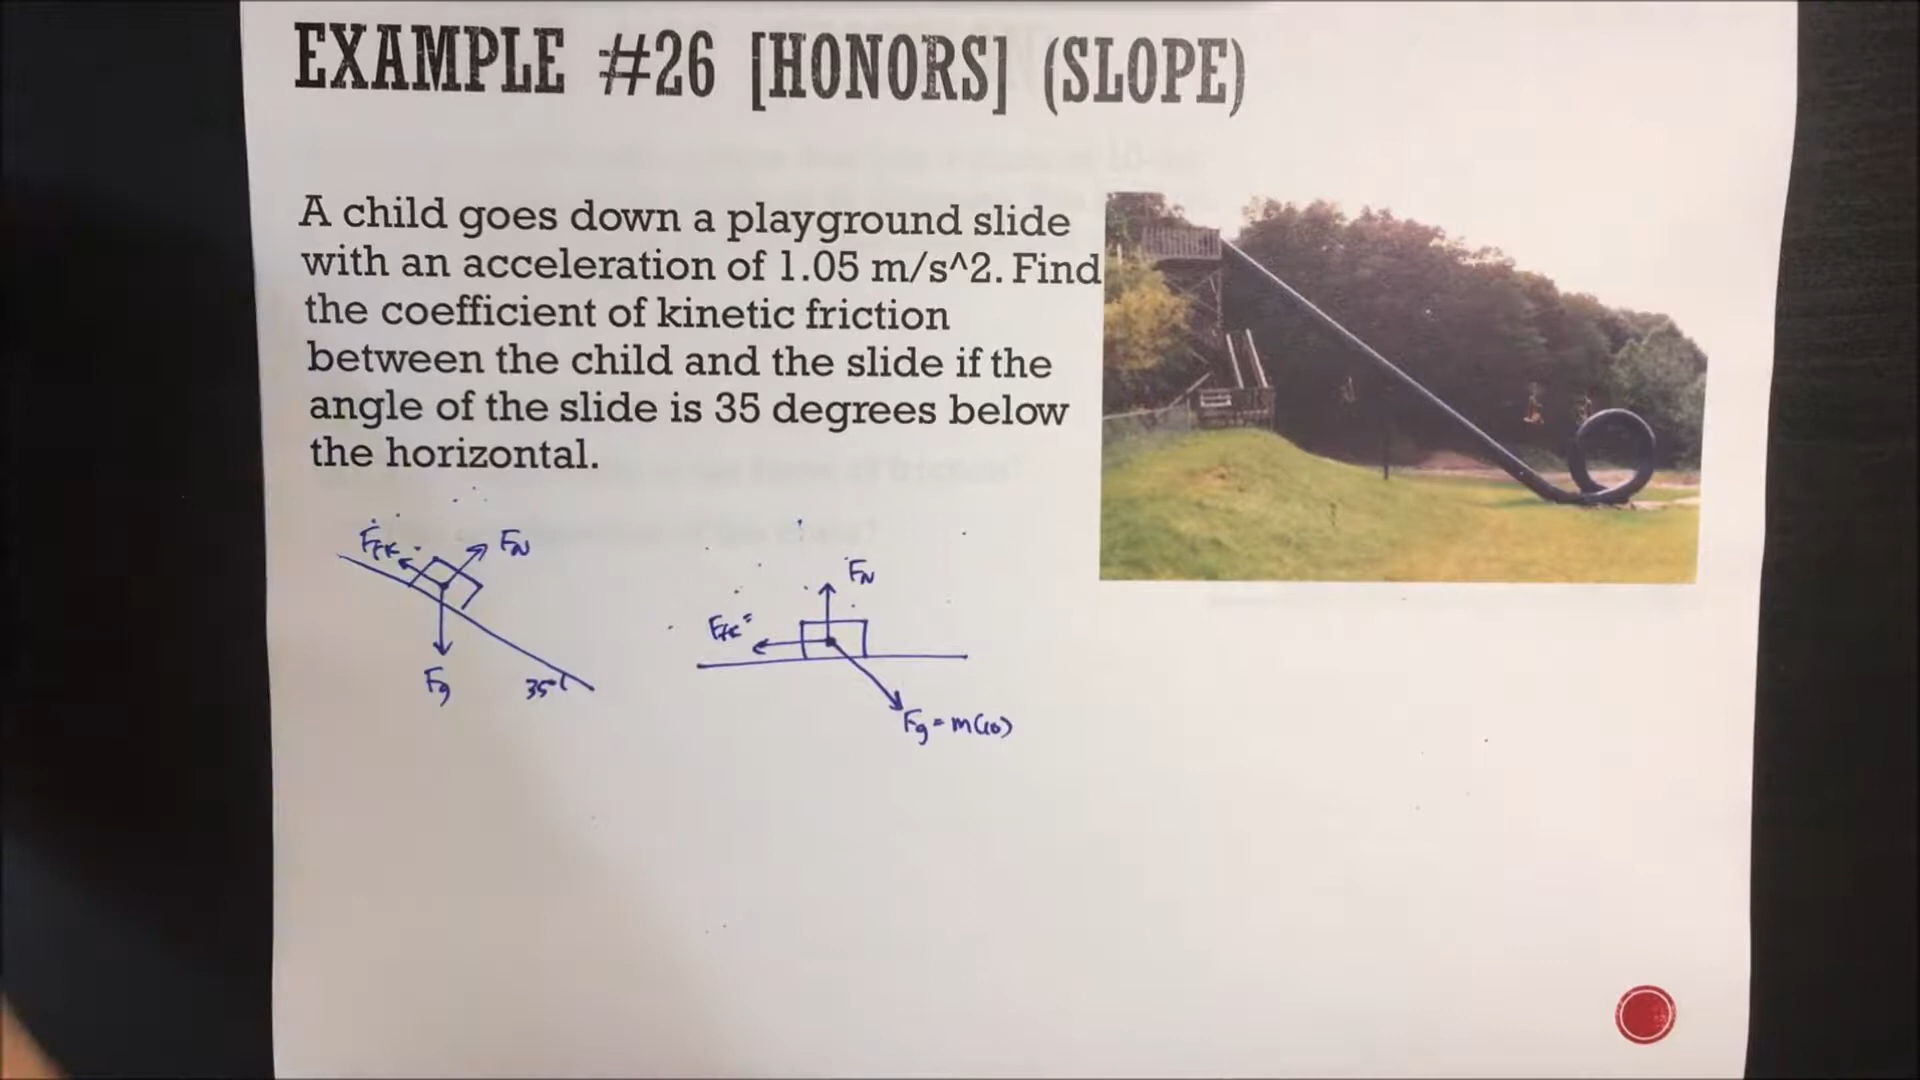 EXAMPLE #26 [HONORS] (SLOPE)
A child goes down a playground slide
with an acceleration of 1.05 m/s^2. Find
the coefficient of kinetic friction
between the child and the slide if the
angle of the slide is 35 degrees below
the horizontal.
Ffk FN
Fg 35°
FN
Ffk =
Fg = m(10)